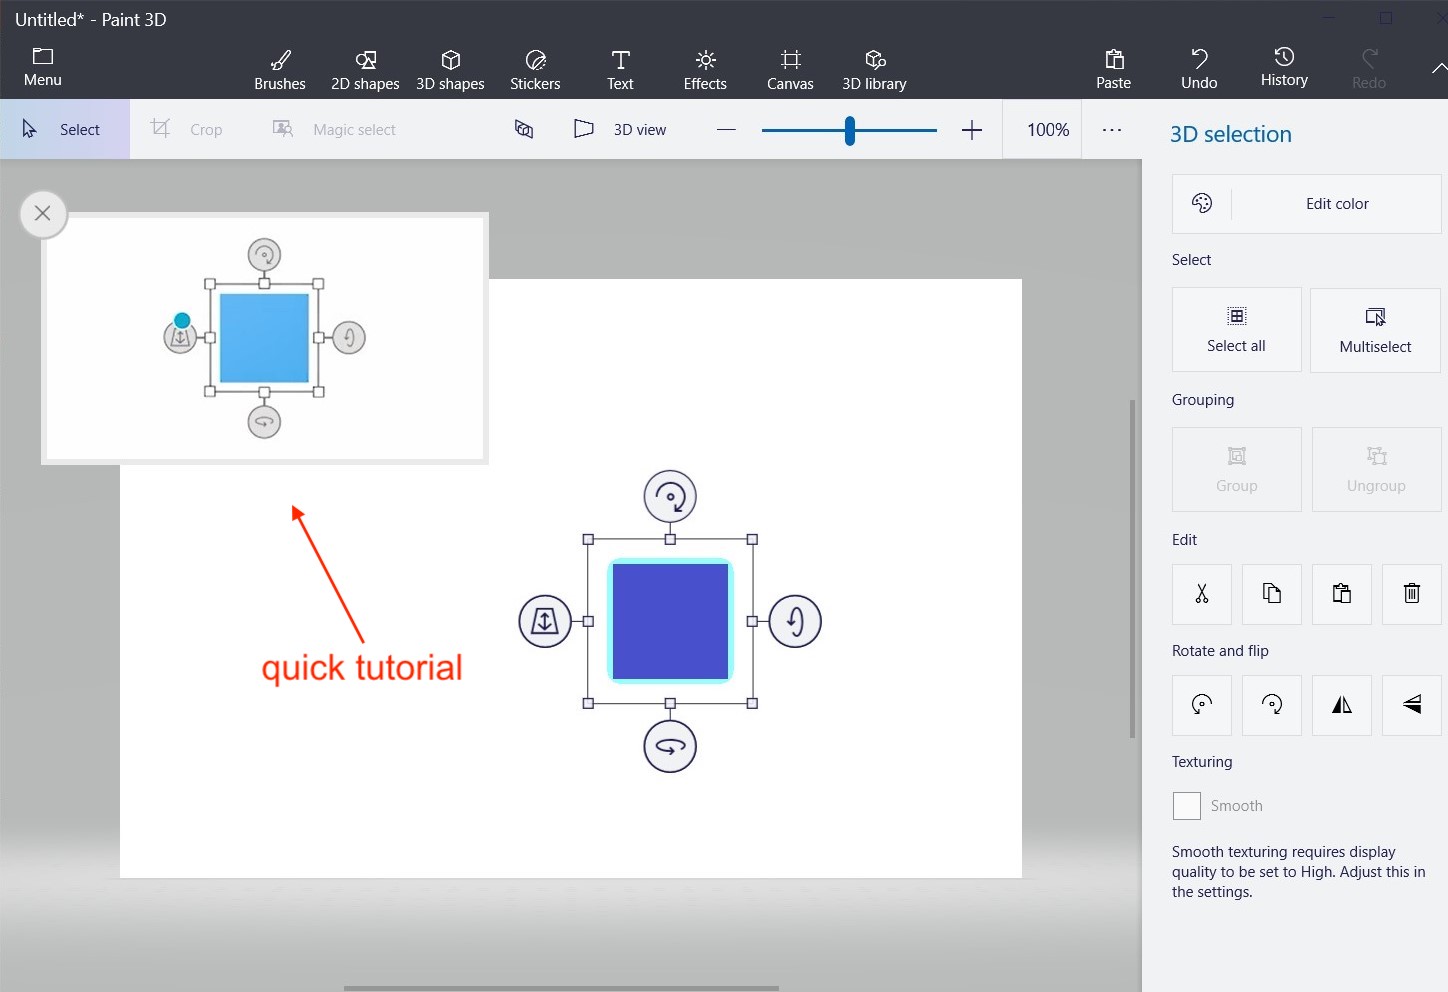 Untitled* - Paint 3D
Menu
Brushes
2D shapes
3D shapes
Stickers
Text
Effects
Canvas
3D library
Paste
Undo
History
Redo
Select
Crop
Magic select
3D view
100%
3D selection
Edit color
Select
Select all
Multiselect
Grouping
Group
Ungroup
Edit
Rotate and flip
Texturing
Smooth
Smooth texturing requires display
quality to be set to High. Adjust this in
the settings.
quick tutorial